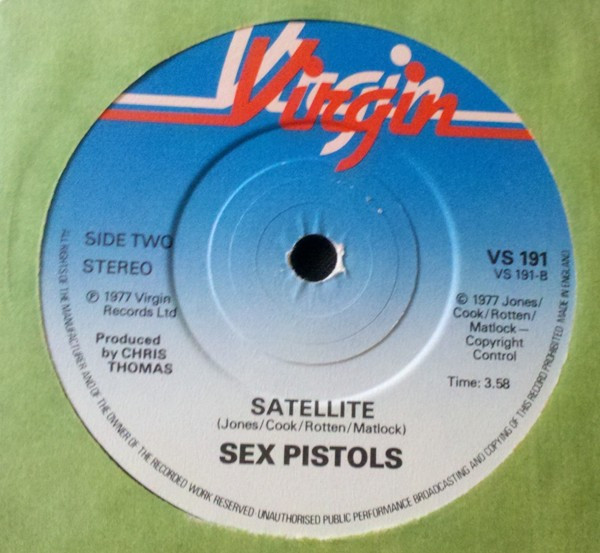 Virgin
SIDE TWO
STEREO
℗ 1977 Virgin
Records Ltd
Produced
by CHRIS
THOMAS
VS 191
VS 191-B
© 1977 Jones/
Cook/Rotten/
Matlock—
Copyright
Control
Time: 3.58
SATELLITE
(Jones/Cook/Rotten/Matlock)
SEX PISTOLS
ALL RIGHTS OF THE MANUFACTURER AND OF THE OWNER OF THE RECORDED WORK RESERVED UNAUTHORISED PUBLIC PERFORMANCE BROADCASTING AND COPYING OF THIS RECORD PROHIBITED MADE IN ENGLAND